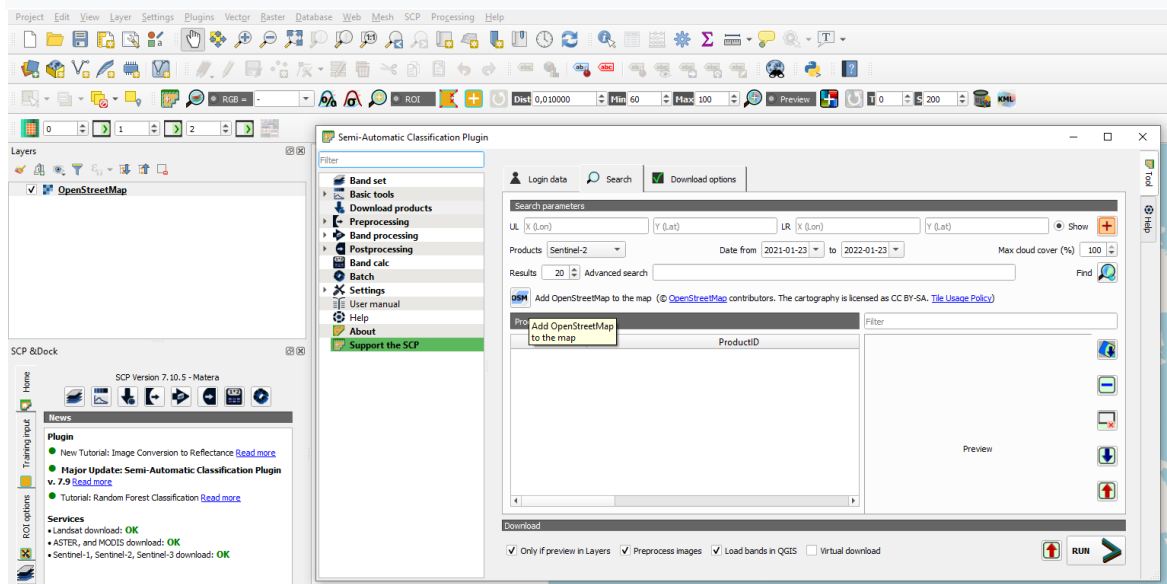 Project Edit View Layer Settings Plugins Vector Raster Database Web Mesh SCP Processing Help
RGB = -
ROI
Dist 0,010000
Min 60
Max 100
Preview
T 0
S 200
KML
0
1
2
Layers
OpenStreetMap
SCP &Dock
SCP Version 7.10.5 - Matera
Home
Training input
ROI options
News
Plugin
New Tutorial: Image Conversion to Reflectance Read more
Major Update: Semi-Automatic Classification Plugin
v. 7.9 Read more
Tutorial: Random Forest Classification Read more
Services
• Landsat download: OK
• ASTER, and MODIS download: OK
• Sentinel-1, Sentinel-2, Sentinel-3 download: OK
Semi-Automatic Classification Plugin
Filter
Band set
Basic tools
Download products
Preprocessing
Band processing
Postprocessing
Band calc
Batch
Settings
User manual
Help
About
Support the SCP
Login data
Search
Download options
Search parameters
UL X (Lon) Y (Lat) LR X (Lon) Y (Lat) Show
Products Sentinel-2 Date from 2021-01-23 to 2022-01-23 Max cloud cover (%) 100
Results 20 Advanced search Find
OSM Add OpenStreetMap to the map (© OpenStreetMap contributors. The cartography is licensed as CC BY-SA. Tile Usage Policy)
Add OpenStreetMap
to the map
Filter
ProductID
Preview
Download
Only if preview in Layers Preprocess images Load bands in QGIS Virtual download
RUN
Tool
Help